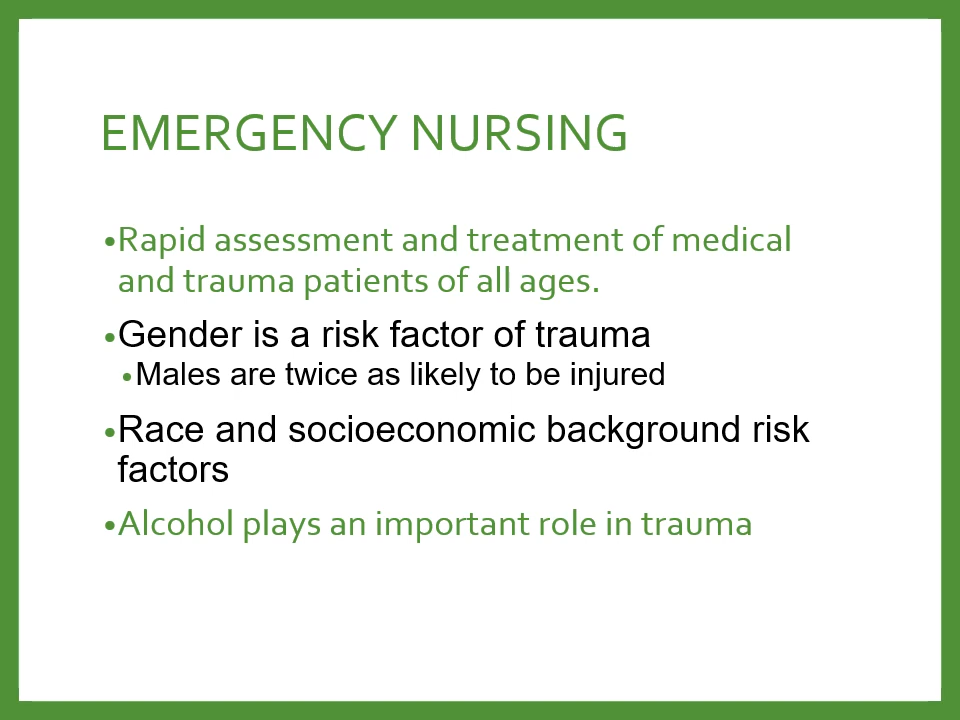 EMERGENCY NURSING
•Rapid assessment and treatment of medical
and trauma patients of all ages.
•Gender is a risk factor of trauma
•Males are twice as likely to be injured
•Race and socioeconomic background risk
factors
•Alcohol plays an important role in trauma